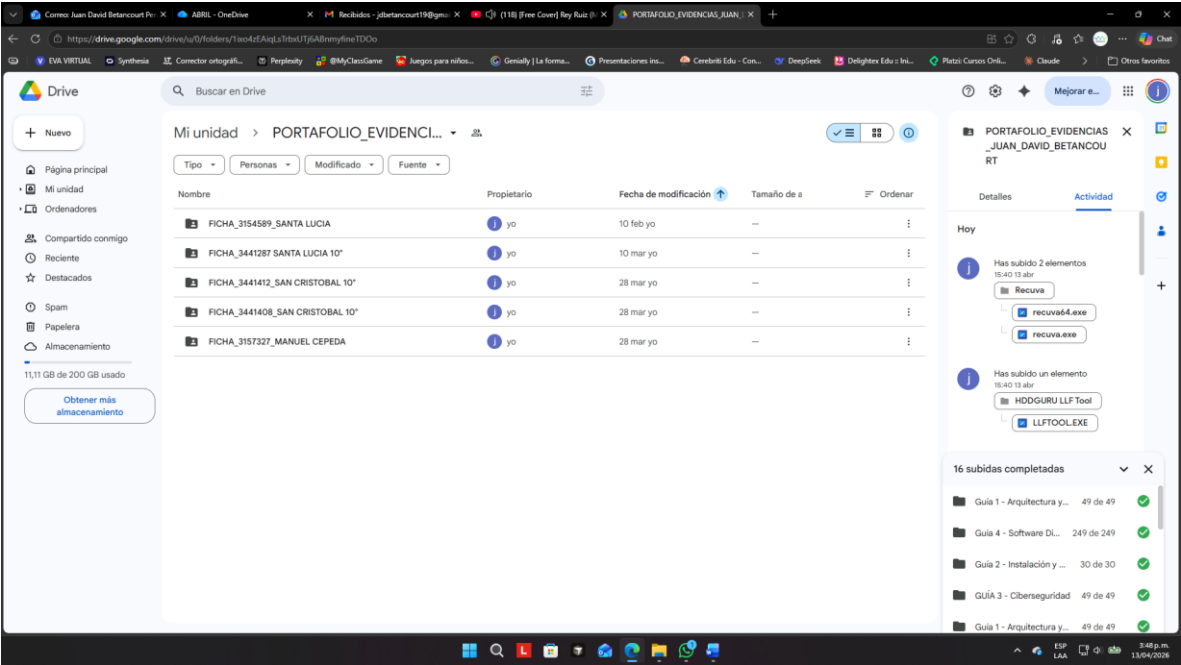 Correo: Juan David Betancourt Per
ABRIL - OneDrive
Recibidos - jdbetancourt19@gmai
(118) [Free Cover] Rey Ruiz
PORTAFOLIO_EVIDENCIAS_JUAN_
https://drive.google.com/drive/u/0/folders/1ixo4zEAiqLsTrbxUTj6ABnmyfineTDOo
Chat
EVA VIRTUAL
Synthesia
Corrector ortográfi...
Perplexity
@MyClassGame
Juegos para niños...
Genially | La forma...
Presentaciones ins...
Cerebriti Edu - Con...
DeepSeek
Delightex Edu :: Ini...
Platzi: Cursos Onli...
Claude
Otros favoritos
Drive
Buscar en Drive
Mejorar e...
j
Nuevo
Página principal
Mi unidad
Ordenadores
Compartido conmigo
Reciente
Destacados
Spam
Papelera
Almacenamiento
11,11 GB de 200 GB usado
Obtener más
almacenamiento
Mi unidad > PORTAFOLIO_EVIDENCI...
Tipo
Personas
Modificado
Fuente
Nombre
Propietario
Fecha de modificación
Tamaño de a
Ordenar
FICHA_3154589_SANTA LUCIA
j yo
10 feb yo
—
FICHA_3441287 SANTA LUCIA 10°
j yo
10 mar yo
—
FICHA_3441412_SAN CRISTOBAL 10°
j yo
28 mar yo
—
FICHA_3441408_SAN CRISTOBAL 10°
j yo
28 mar yo
—
FICHA_3157327_MANUEL CEPEDA
j yo
28 mar yo
—
PORTAFOLIO_EVIDENCIAS
_JUAN_DAVID_BETANCOU
RT
Detalles
Actividad
Hoy
j
Has subido 2 elementos
15:40 13 abr
Recuva
recuva64.exe
recuva.exe
j
Has subido un elemento
15:40 13 abr
HDDGURU LLF Tool
LLFTOOL.EXE
16 subidas completadas
Guia 1 - Arquitectura y... 49 de 49
Guia 4 - Software Di... 249 de 249
Guia 2 - Instalación y ... 30 de 30
GUÍA 3 - Ciberseguridad 49 de 49
Guia 1 - Arquitectura y... 49 de 49
L
ESP
LAA
3:48 p. m.
13/04/2026